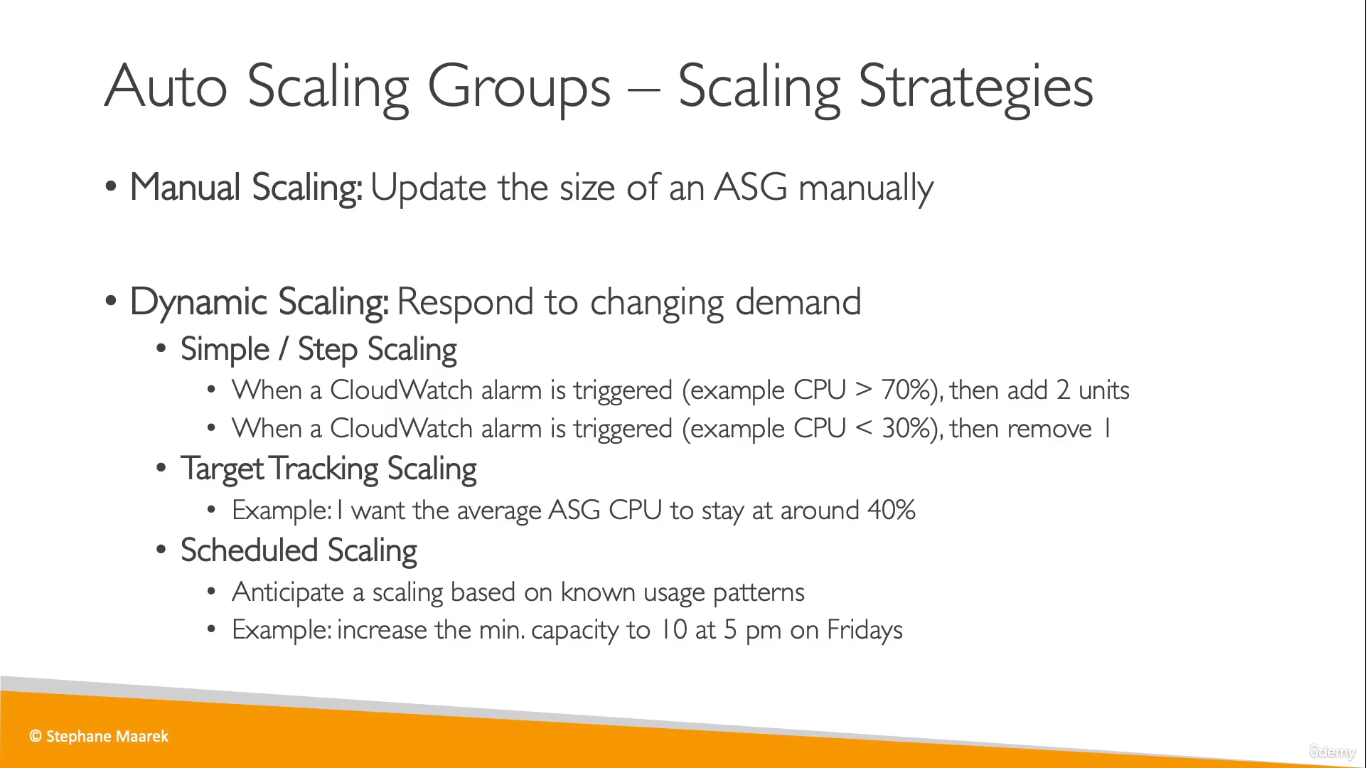 Auto Scaling Groups – Scaling Strategies
• Manual Scaling: Update the size of an ASG manually
• Dynamic Scaling: Respond to changing demand
• Simple / Step Scaling
• When a CloudWatch alarm is triggered (example CPU > 70%), then add 2 units
• When a CloudWatch alarm is triggered (example CPU < 30%), then remove 1
• Target Tracking Scaling
• Example: I want the average ASG CPU to stay at around 40%
• Scheduled Scaling
• Anticipate a scaling based on known usage patterns
• Example: increase the min. capacity to 10 at 5 pm on Fridays
© Stephane Maarek
ûdemy